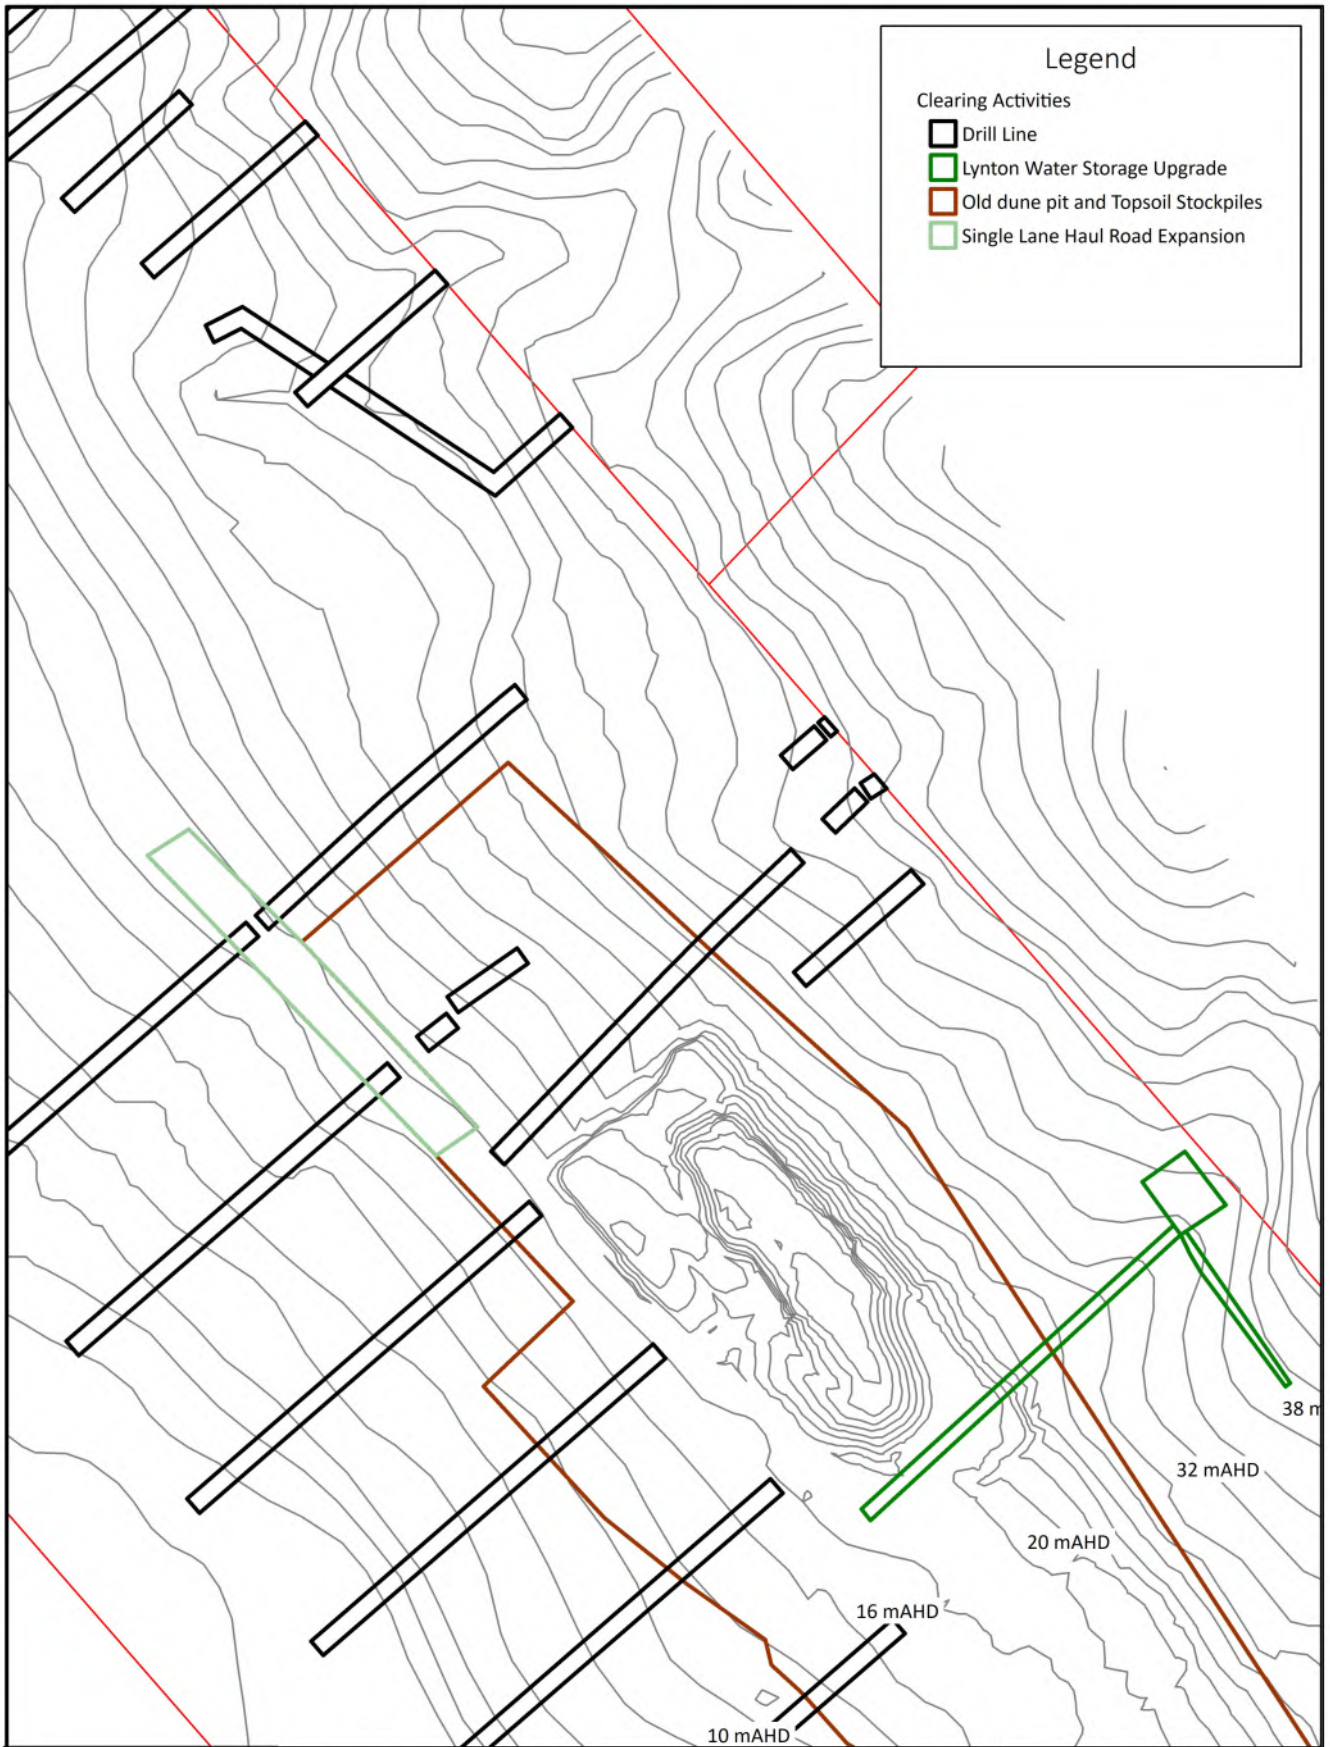 Legend
Clearing Activities
Drill Line
Lynton Water Storage Upgrade
Old dune pit and Topsoil Stockpiles
Single Lane Haul Road Expansion
38 m
32 mAHD
20 mAHD
16 mAHD
10 mAHD